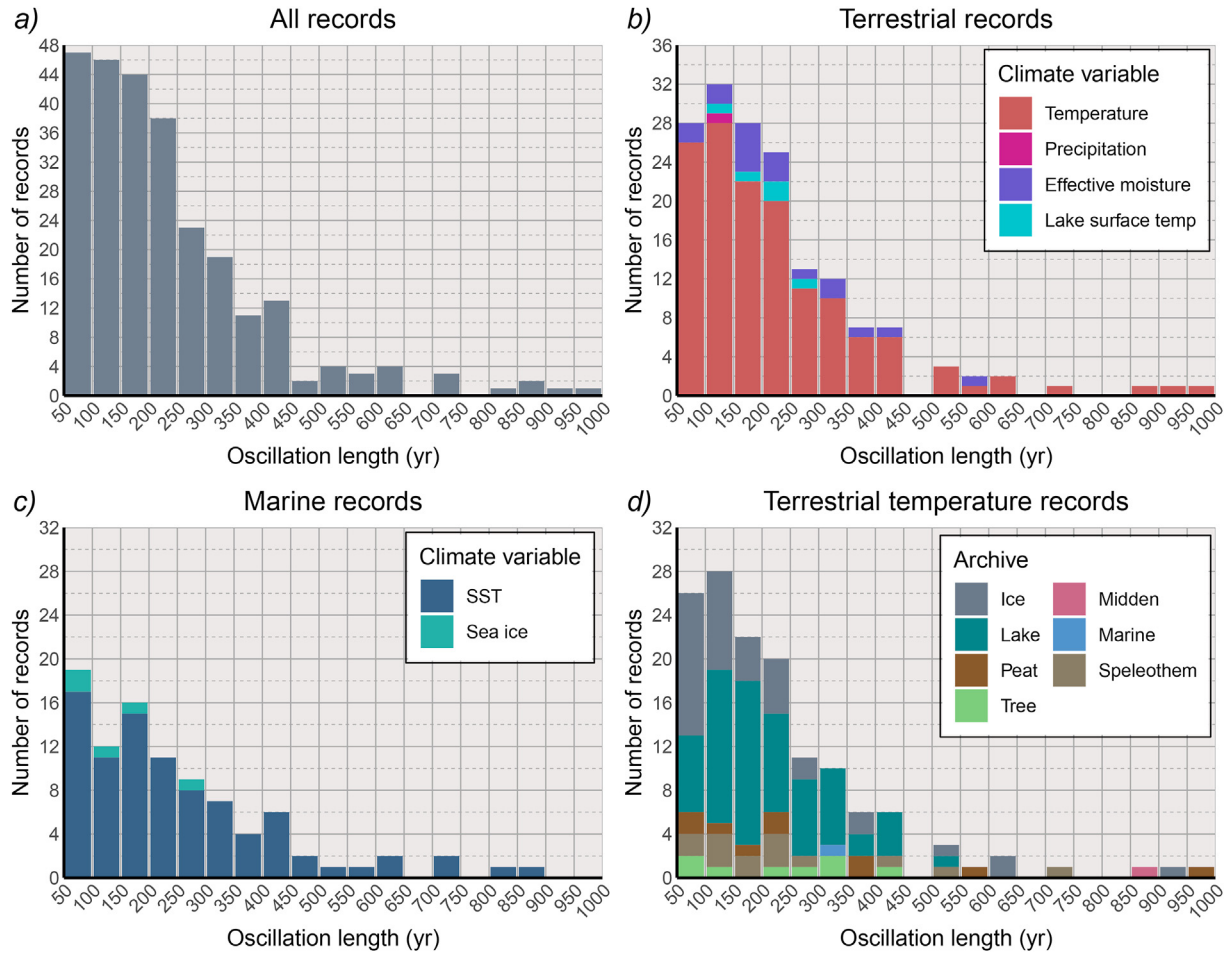 a) All records
48
44
40
36
32
28
24
20
16
12
8
4
0
Number of records
50 100 150 200 250 300 350 400 450 500 550 600 650 700 750 800 850 900 950 1000
Oscillation length (yr)
b) Terrestrial records
36
32
28
24
20
16
12
8
4
0
Number of records
Climate variable
Temperature
Precipitation
Effective moisture
Lake surface temp
50 100 150 200 250 300 350 400 450 500 550 600 650 700 750 800 850 900 950 1000
Oscillation length (yr)
c) Marine records
32
28
24
20
16
12
8
4
0
Number of records
Climate variable
SST
Sea ice
50 100 150 200 250 300 350 400 450 500 550 600 650 700 750 800 850 900 950 1000
Oscillation length (yr)
d) Terrestrial temperature records
32
28
24
20
16
12
8
4
0
Number of records
Archive
Ice Midden
Lake Marine
Peat Speleothem
Tree
50 100 150 200 250 300 350 400 450 500 550 600 650 700 750 800 850 900 950 1000
Oscillation length (yr)